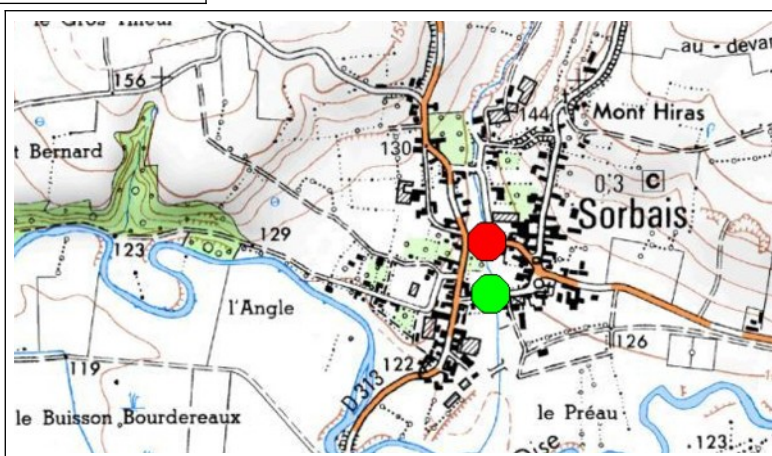 le Gros Tilleul
156
au - devan
144
Mont Hiras
t Bernard
130
0,3 C
Sorbais
129
123
l'Angle
126
119
122
D 313
le Buisson Bourdereaux
le Préau
Oise
123